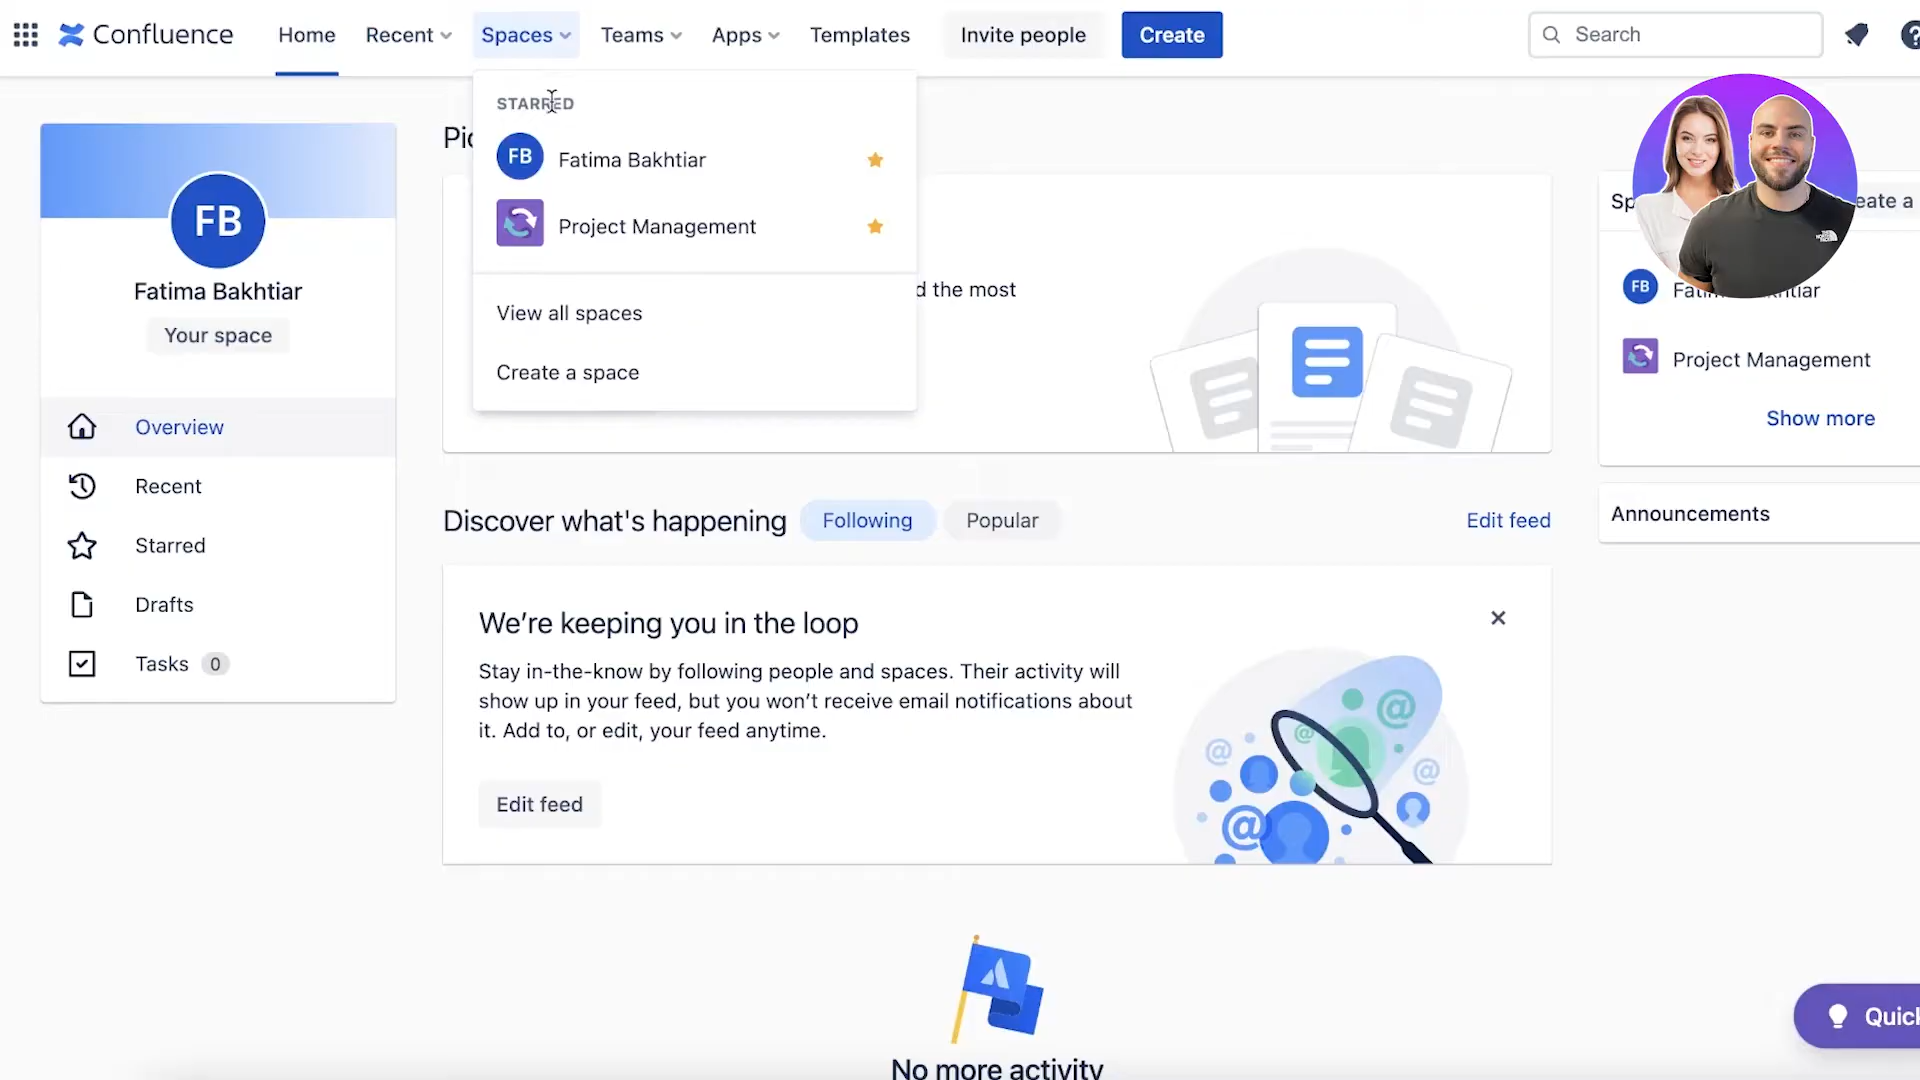 Confluence
Home
Recent
Spaces
Teams
Apps
Templates
Invite people
Create
Search
STARRED
FB Fatima Bakhtiar
Project Management
View all spaces
Create a space
FB
Fatima Bakhtiar
Your space
Overview
Recent
Starred
Drafts
Tasks 0
Pic
d the most
Discover what's happening
Following
Popular
Edit feed
We’re keeping you in the loop
Stay in-the-know by following people and spaces. Their activity will
show up in your feed, but you won’t receive email notifications about
it. Add to, or edit, your feed anytime.
Edit feed
No more activity
Sp
eate a
FB
Project Management
Show more
Announcements
Quick